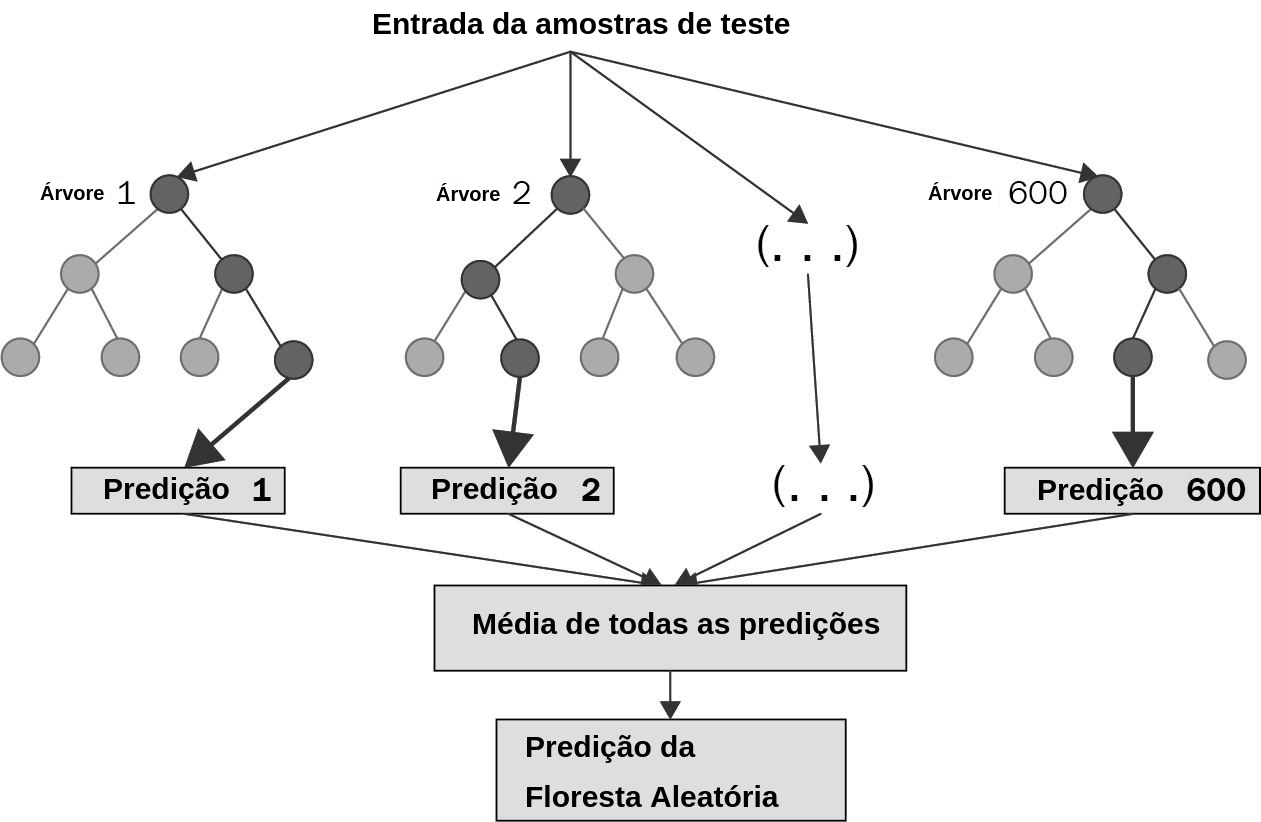 Entrada da amostras de teste
Árvore 1
Árvore 2
Árvore 600
(. . .)
Predição 1
Predição 2
(. . .)
Predição 600
Média de todas as predições
Predição da
Floresta Aleatória